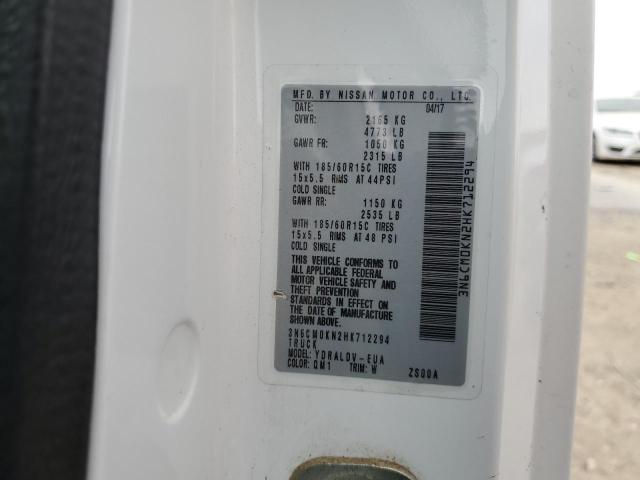 MFD. BY NISSAN MOTOR CO., LTD.
DATE: 04/17
GVWR: 2165 KG
4773 LB
GAWR FR: 1050 KG
2315 LB
WITH 185/60R15C TIRES
15x5.5 RIMS AT 44PSI
COLD SINGLE
GAWR RR: 1150 KG
2535 LB
WITH 185/60R15C TIRES
15x5.5 RIMS AT 48 PSI
COLD SINGLE
THIS VEHICLE CONFORMS TO
ALL APPLICABLE FEDERAL
MOTOR VEHICLE SAFETY AND
THEFT PREVENTION
STANDARDS IN EFFECT ON
THE DATE OF MANUFACTURE
SHOWN ABOVE.
3N6CM0KN2HK712294
TRUCK
MODEL: YDRALDV-EUA
COLOR: QM1 TRIM: W ZS00A
3N6CM0KN2HK712294